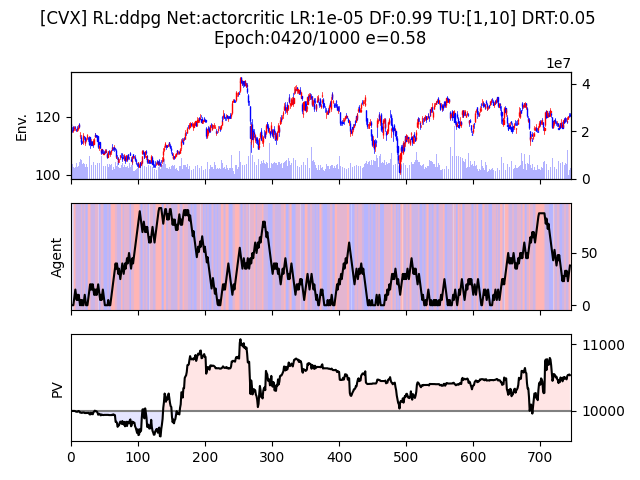 [CVX] RL:ddpg Net:actorcritic LR:1e-05 DF:0.99 TU:[1,10] DRT:0.05
Epoch:0420/1000 e=0.58
1e7
Env.
120
100
4
2
0
Agent
50
0
PV
11000
10000
0 100 200 300 400 500 600 700